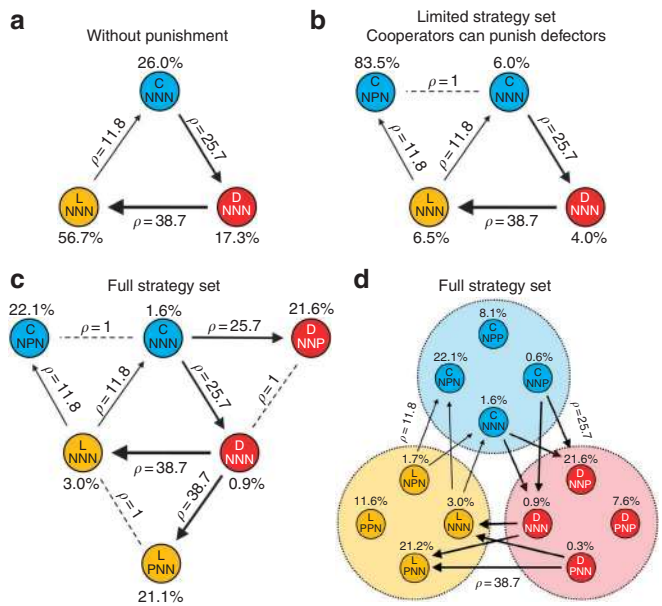 a
Without punishment
26.0%
C
NNN
ρ=11.8
ρ=25.7
L
NNN
D
NNN
ρ=38.7
56.7%
17.3%
b
Limited strategy set
Cooperators can punish defectors
83.5%
6.0%
C
NPN
ρ=1
C
NNN
ρ=11.8
ρ=11.8
ρ=25.7
L
NNN
D
NNN
ρ=38.7
6.5%
4.0%
c
Full strategy set
22.1%
1.6%
21.6%
C
NPN
ρ=1
C
NNN
ρ=25.7
D
NNP
ρ=11.8
ρ=11.8
ρ=25.7
ρ=1
L
NNN
D
NNN
ρ=38.7
3.0%
0.9%
ρ=1
ρ=38.7
L
PNN
21.1%
d
Full strategy set
8.1%
C
NPP
22.1%
0.6%
C
NPN
C
NNP
1.6%
C
NNN
ρ=11.8
ρ=25.7
1.7%
L
NPN
21.6%
D
NNP
11.6%
L
PPN
3.0%
L
NNN
0.9%
D
NNN
7.6%
D
PNP
21.2%
L
PNN
0.3%
D
PNN
ρ=38.7